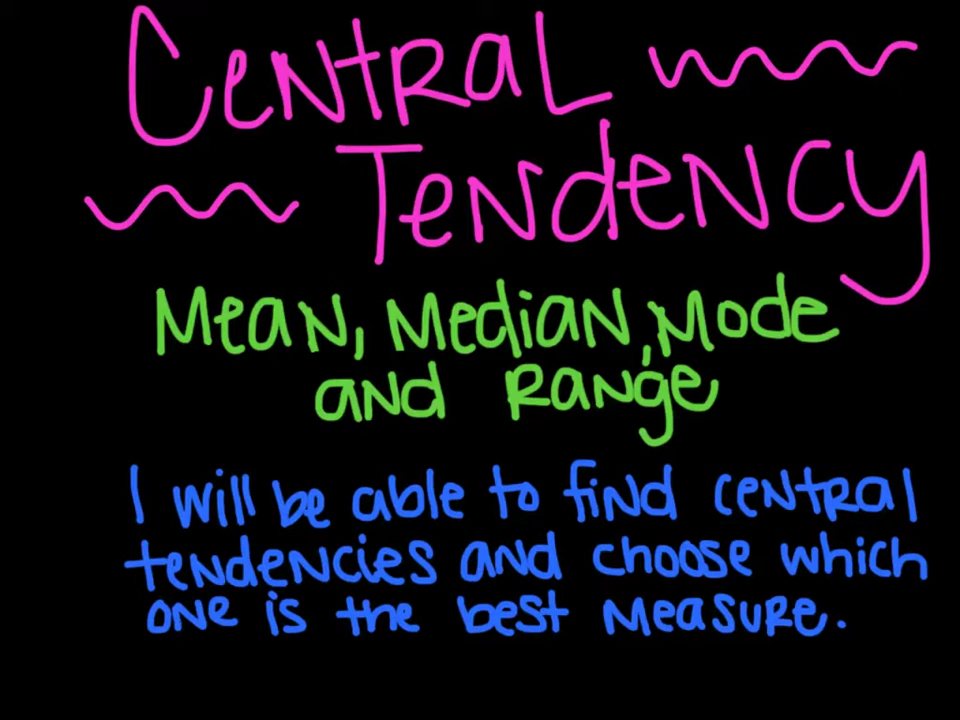 Central
Tendency
Mean, Median, Mode
and Range
I will be able to find central
tendencies and choose which
one is the best measure.